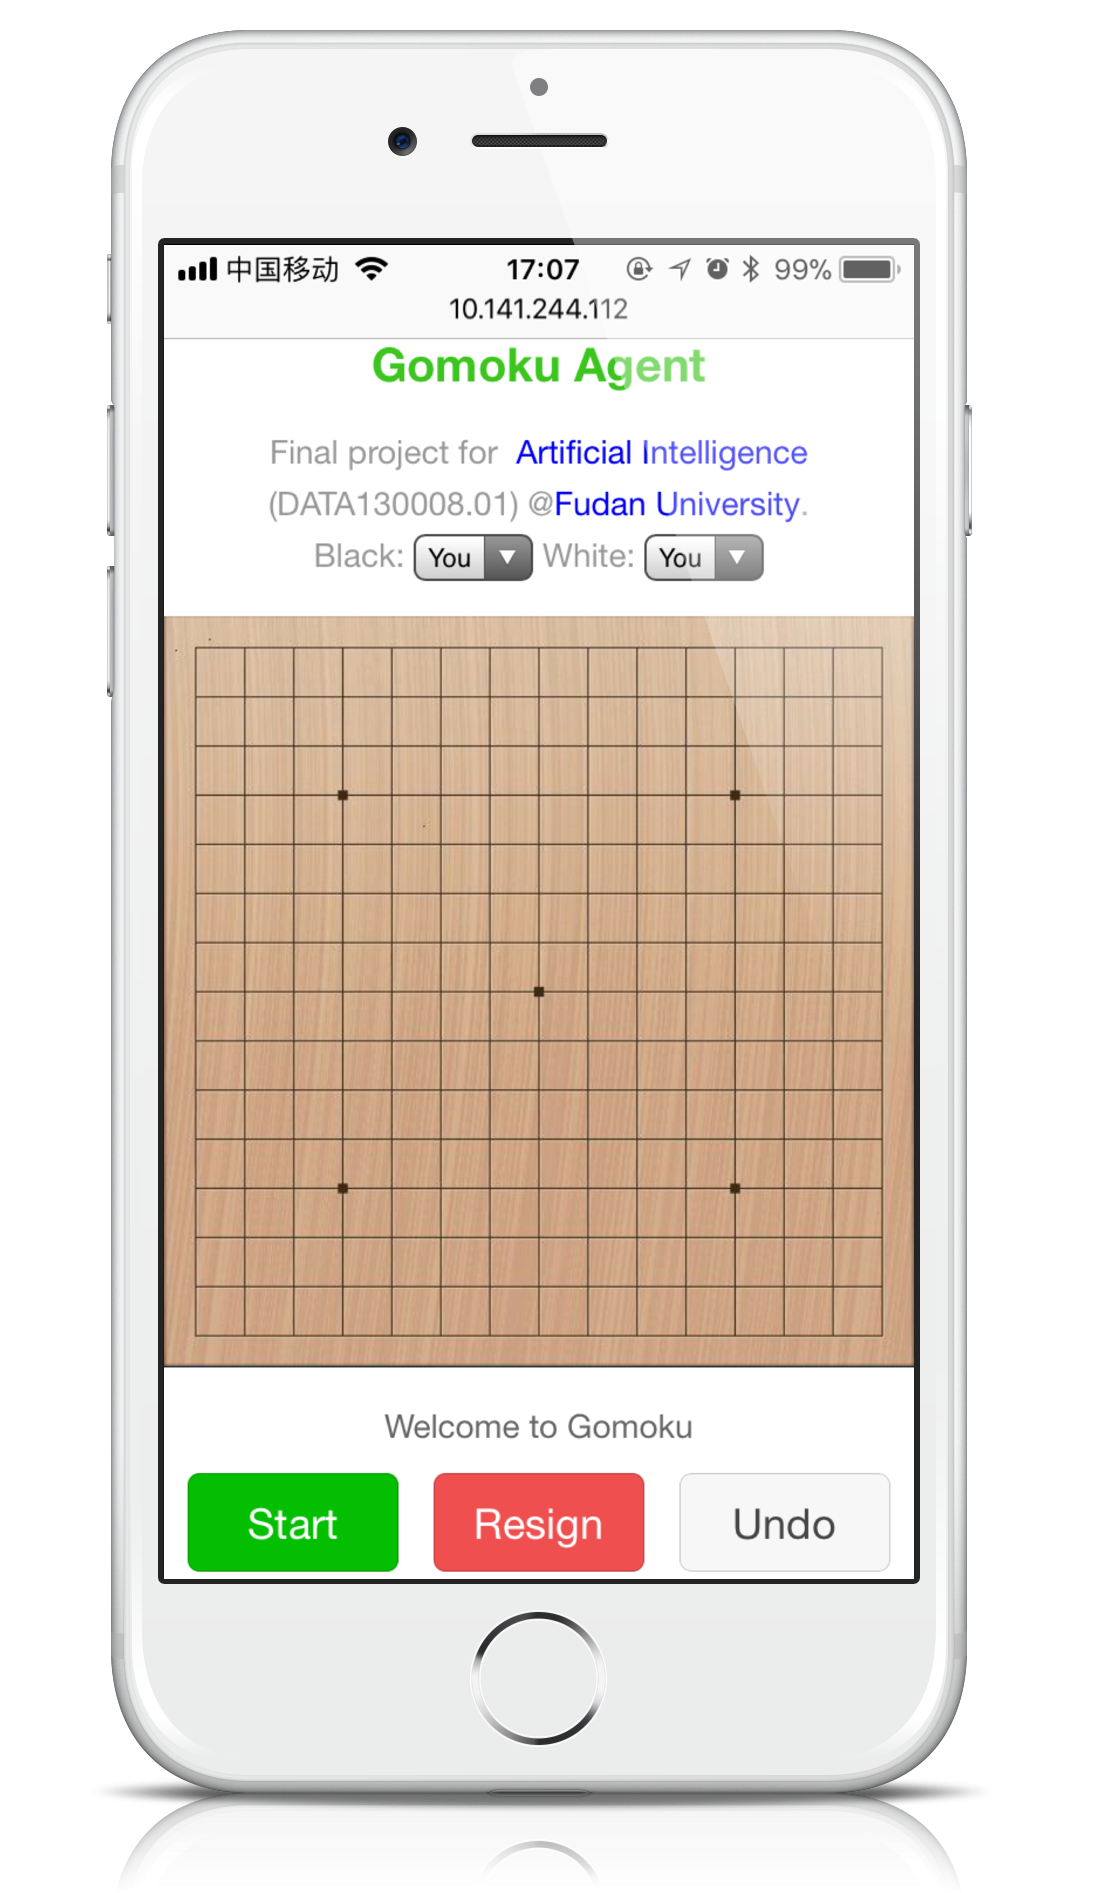 中国移动 17:07 99%
10.141.244.112
Gomoku Agent
Final project for Artificial Intelligence
(DATA130008.01) @Fudan University.
Black: You White: You
Welcome to Gomoku
Start Resign Undo